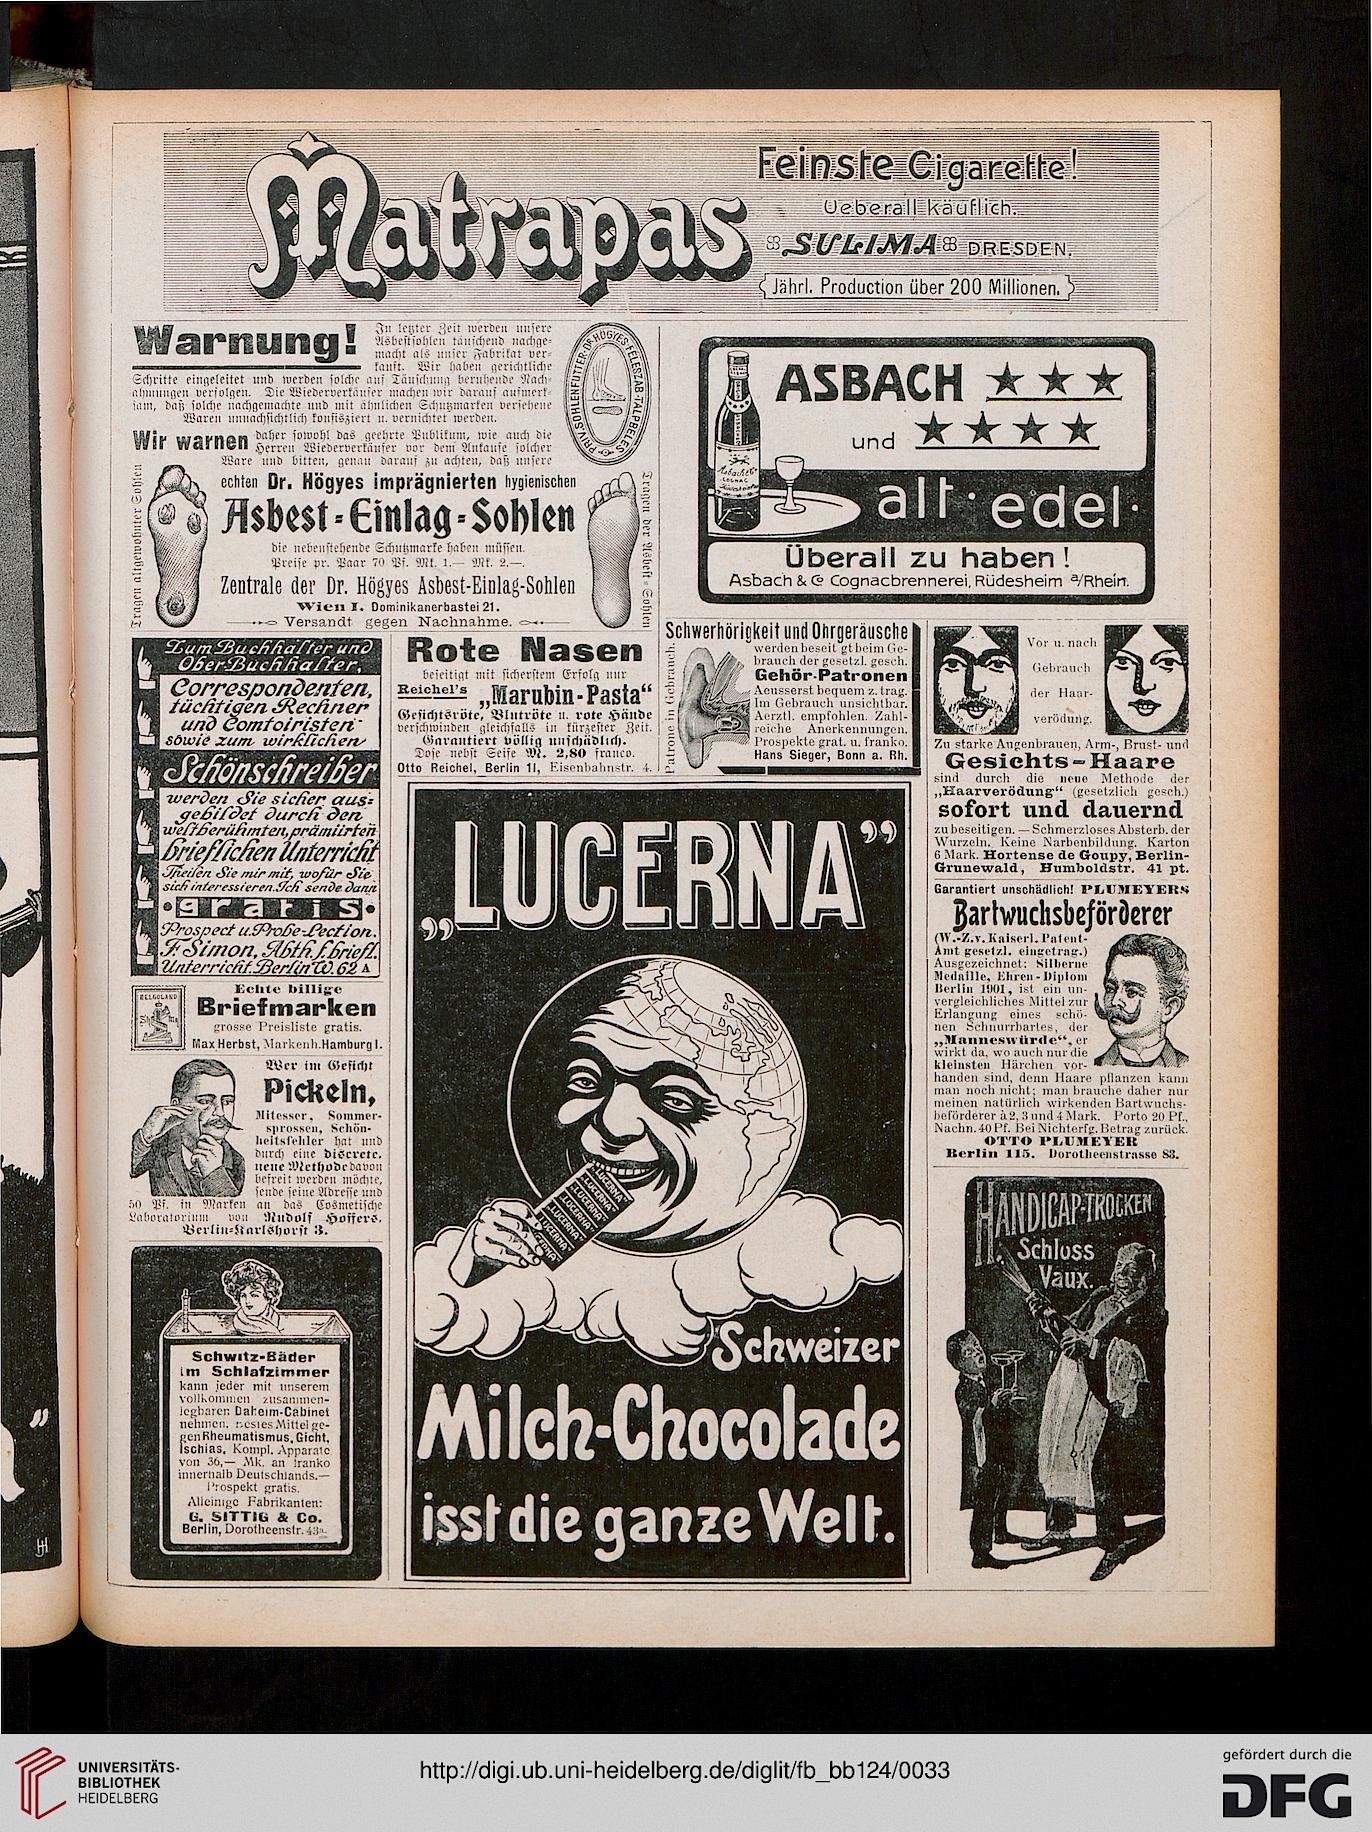 Matrapas
Feinste Cigarette!
Ueberall käuflich.
SULIMA DRESDEN.
Jährl. Production über 200 Millionen.
Warnung!
In letzter Zeit werden unsere
Asbestsohlen täuschend nachge-
macht als unser Fabrikat ver-
kauft. Wir haben gerichtliche
Schritte eingeleitet und werden solche auf Täuschung beruhende Nach-
ahmungen verfolgen. Die Wiederverkäufer machen wir darauf aufmerk-
sam, daß solche nachgemachte und mit ähnlichen Schutzmarken versehene
Waren unnachsichtlich konfisziert u. vernichtet werden.
Wir warnen daher sowohl das geehrte Publikum, wie auch die
Herren Wiederverkäufer vor dem Ankaufe solcher
Ware und bitten, genau darauf zu achten, daß unsere
echten Dr. Högyes imprägnierten hygienischen
Asbest-Einlag-Sohlen
die nebenstehende Schutzmarke haben müssen.
Preise pr. Paar 70 Pf. Mk. 1.— Mk. 2.—.
Zentrale der Dr. Högyes Asbest-Einlag-Sohlen
Wien I. Dominikanerbastei 21.
Versandt gegen Nachnahme.
Tragen altgewohnter Sohlen
Tragen der Asbest-Sohlen
PRIV. SOHLENFUTTER·DR. HÖGYES·FELESZAB. TALPBELES
ASBACH ★★★
und ★★★★
alt · edel ·
Asbach & Co
COGNAC
Überall zu haben!
Asbach & Co Cognacbrennerei, Rüdesheim a/Rhein.
Zum Buchhalter und
Ober-Buchhalter,
Correspondenten,
tüchtigen Rechner
und Comtoiristen
sowie zum wirklichen
Schönschreiber
werden Sie sicher aus-
gebildet durch den
weltberühmten, prämiirten
brieflichen Unterricht
Theilen Sie mir mit, wofür Sie
sich interessieren. Ich sende dann
·gratis·
Prospect u. Probe-Lection.
F. Simon, Abth. f. briefl.
Unterricht. Berlin W. 62 A
Rote Nasen
beseitigt mit sicherstem Erfolg nur
Reichel's „Marubin-Pasta"
Gesichtsröte, Blutröte u. rote Hände
verschwinden gleichfalls in kürzester Zeit.
Garantiert völlig unschädlich.
Dose nebst Seife M. 2,80 franco.
Otto Reichel, Berlin 11, Eisenbahnstr. 4.
Schwerhörigkeit und Ohrgeräusche
werden beseitigt beim Ge-
brauch der gesetzl. gesch.
Gehör-Patronen
Aeusserst bequem z. trag.
Im Gebrauch unsichtbar.
Aerztl. empfohlen. Zahl-
reiche Anerkennungen.
Prospekte grat. u. franko.
Hans Sieger, Bonn a. Rh.
Patrone in Gebrauch.
Vor u. nach
Gebrauch
der Haar-
verödung.
Zu starke Augenbrauen, Arm-, Brust- und
Gesichts-Haare
sind durch die neue Methode der
„Haarverödung" (gesetzlich gesch.)
sofort und dauernd
zu beseitigen. — Schmerzloses Absterb. der
Wurzeln. Keine Narbenbildung. Karton
6 Mark. Hortense de Goupy, Berlin-
Grunewald, Humboldstr. 41 pt.
Garantiert unschädlich! PLUMEYERS
Bartwuchsbeförderer
(W.-Z. v. Kaiserl. Patent-
Amt gesetzl. eingetrag.)
Ausgezeichnet: Silberne
Medaille, Ehren-Diplom
Berlin 1901, ist ein un-
vergleichliches Mittel zur
Erlangung eines schö-
nen Schnurrbartes, der
„Manneswürde", er
wirkt da, wo auch nur die
kleinsten Härchen vor-
handen sind, denn Haare pflanzen kann
man noch nicht; man brauche daher nur
meinen natürlich wirkenden Bartwuchs-
beförderer à 2, 3 und 4 Mark. Porto 20 Pf.,
Nachn. 40 Pf. Bei Nichterfg. Betrag zurück.
OTTO PLUMEYER
Berlin 115. Dorotheenstrasse 83.
HELGOLAND
Echte billige
Briefmarken
grosse Preisliste gratis.
Max Herbst, Markenh. Hamburg I.
Wer im Gesicht
Pickeln,
Mitesser, Sommer-
sprossen, Schön-
heitsfehler hat und
durch eine discrete,
neue Methode davon
befreit werden möchte,
sende seine Adresse und
50 Pf. in Marken an das Cosmetische
Laboratorium von Rudolf Hoffers,
Berlin-Karlshorst 3.
Schwitz-Bäder
im Schlafzimmer
kann jeder mit unserem
vollkommen zusammen-
legbaren Daheim-Cabinet
nehmen. bestes Mittel ge-
gen Rheumatismus, Gicht,
Ischias, Kompl. Apparate
von 36,— Mk. an franko
innerhalb Deutschlands.—
Prospekt gratis.
Alleinige Fabrikanten:
G. SITTIG & Co.
Berlin, Dorotheenstr. 43a.
„LUCERNA"
LUCERNA
LUCERNA
LUCERNA
LUCERNA
LUCERNA
LUCERNA
Schweizer
Milch-Chocolade
isst die ganze Welt.
HANDICAP-TROCKEN
Schloss
Vaux.
UNIVERSITÄTS-
BIBLIOTHEK
HEIDELBERG
http://digi.ub.uni-heidelberg.de/diglit/fb_bb124/0033
gefördert durch die
DFG